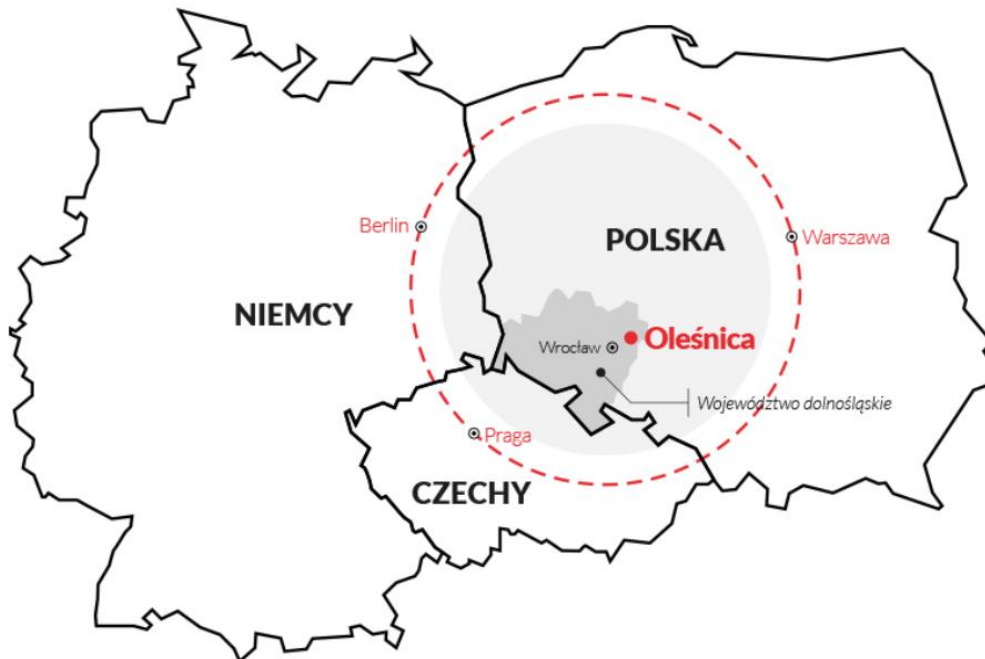 Berlin
POLSKA
Warszawa
NIEMCY
Oleśnica
Wrocław
Województwo dolnośląskie
Praga
CZECHY